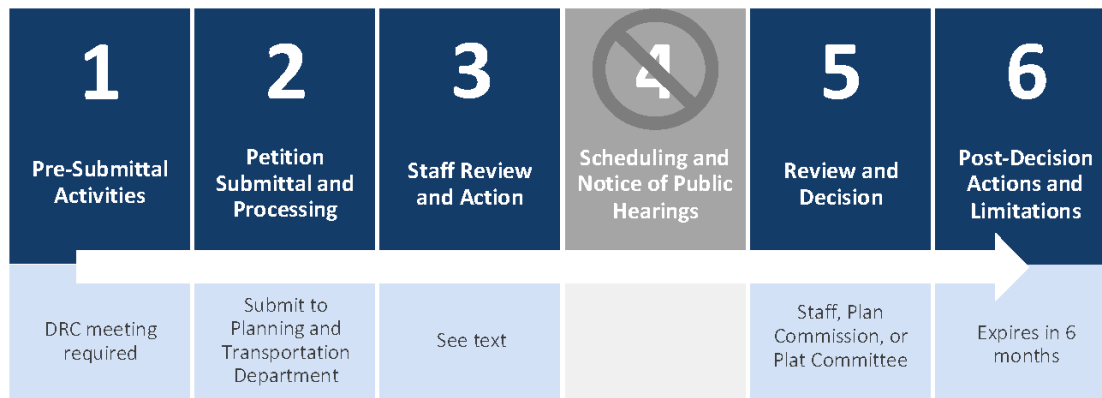 1
Pre-Submittal
Activities
DRC meeting
required
2
Petition
Submittal and
Processing
Submit to
Planning and
Transportation
Department
3
Staff Review
and Action
See text
4
Scheduling and
Notice of Public
Hearings
5
Review and
Decision
Staff, Plan
Commission, or
Plat Committee
6
Post-Decision
Actions and
Limitations
Expires in 6
months